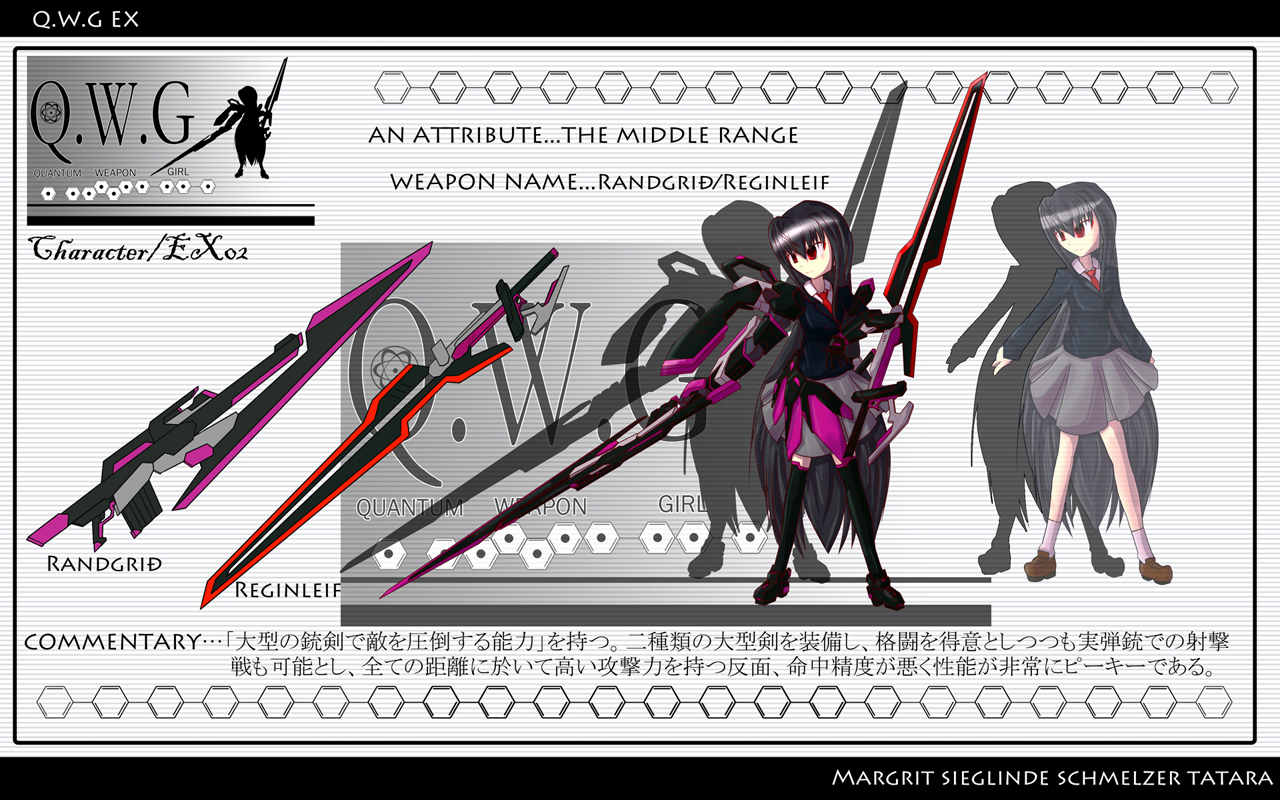 Q.W.G EX
Q.W.G
QUANTUM WEAPON GIRL
Character/EX02
AN ATTRIBUTE...THE MIDDLE RANGE
WEAPON NAME...RANDGRIÐ/REGINLEIF
Q.W.G
QUANTUM WEAPON GIRL
RANDGRIÐ
REGINLEIF
COMMENTARY…「大型の銃剣で敵を圧倒する能力」を持つ。二種類の大型剣を装備し、格闘を得意としつつも実弾銃での射撃
戦も可能とし、全ての距離に於いて高い攻撃力を持つ反面、命中精度が悪く性能が非常にピーキーである。
MARGRIT SIEGLINDE SCHMELZER TATARA